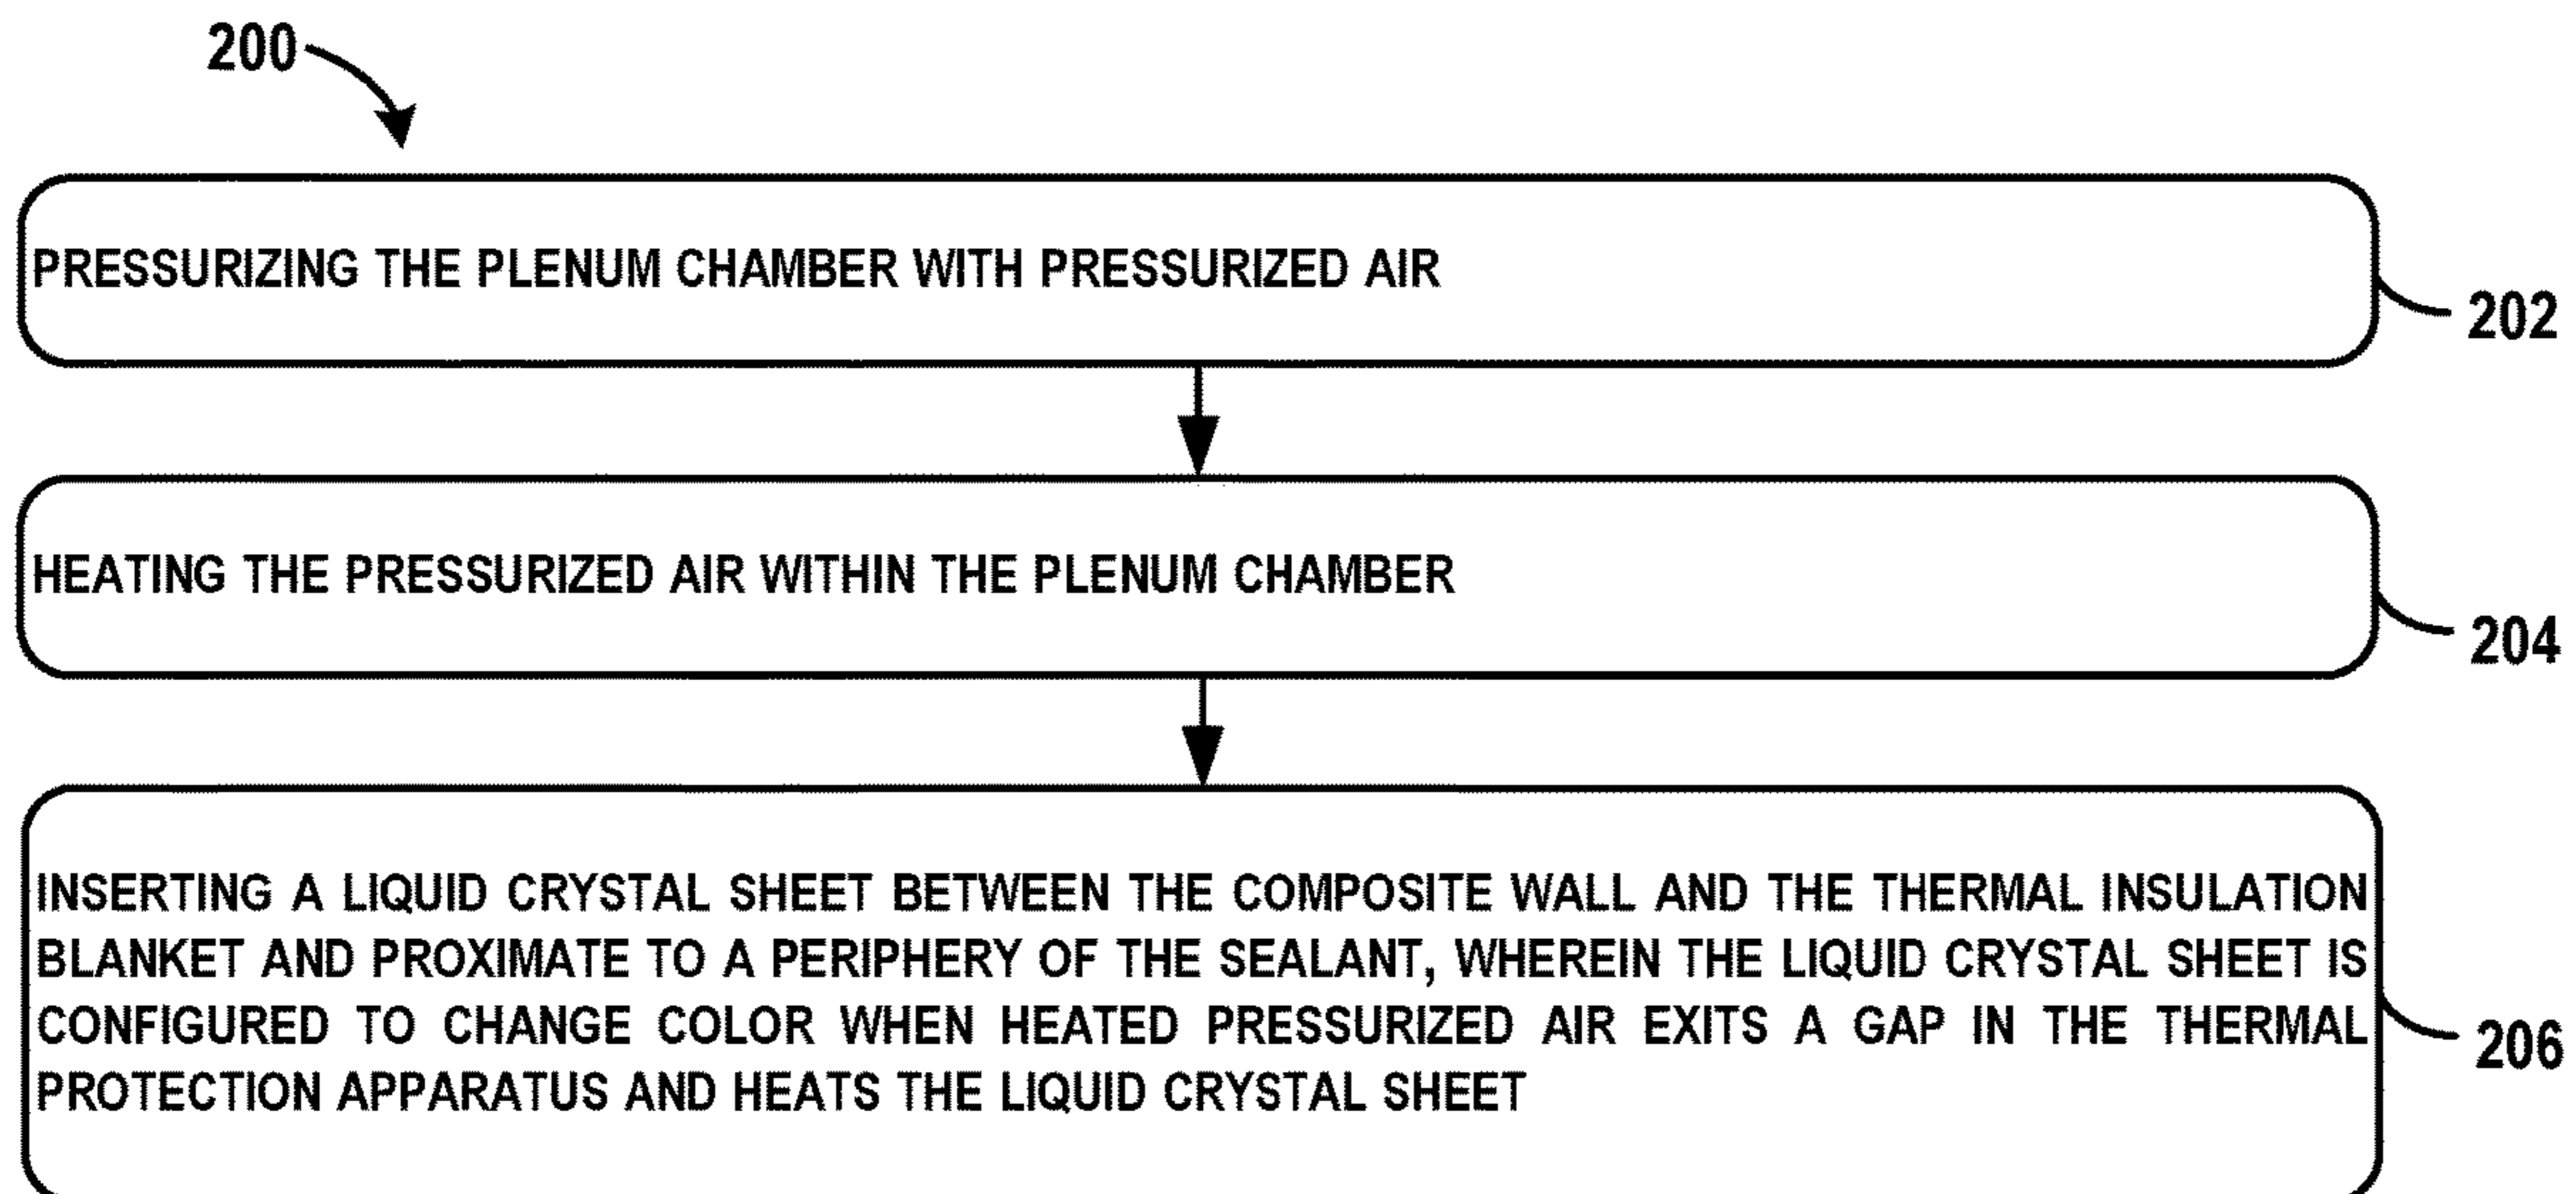 200
PRESSURIZING THE PLENUM CHAMBER WITH PRESSURIZED AIR
202
HEATING THE PRESSURIZED AIR WITHIN THE PLENUM CHAMBER
204
INSERTING A LIQUID CRYSTAL SHEET BETWEEN THE COMPOSITE WALL AND THE THERMAL INSULATION
BLANKET AND PROXIMATE TO A PERIPHERY OF THE SEALANT, WHEREIN THE LIQUID CRYSTAL SHEET IS
CONFIGURED TO CHANGE COLOR WHEN HEATED PRESSURIZED AIR EXITS A GAP IN THE THERMAL
PROTECTION APPARATUS AND HEATS THE LIQUID CRYSTAL SHEET
206